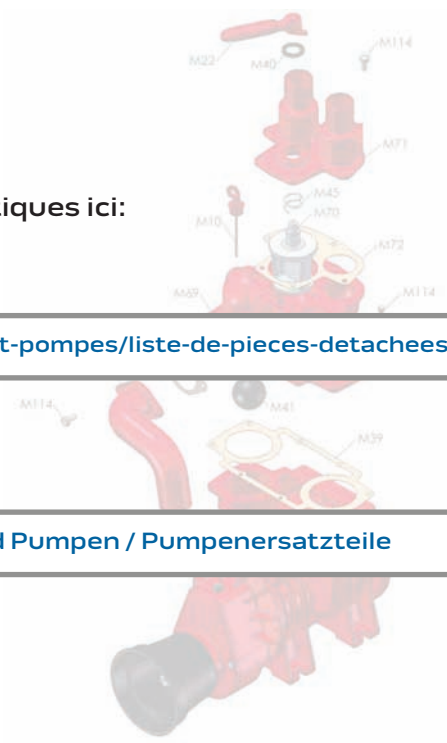 M22
M40
M114
M71
tiques ici:
M45
M10
M70
M72
M69
M114
t-pompes/liste-de-pieces-detachees
M114
M41
M39
d Pumpen / Pumpenersatzteile